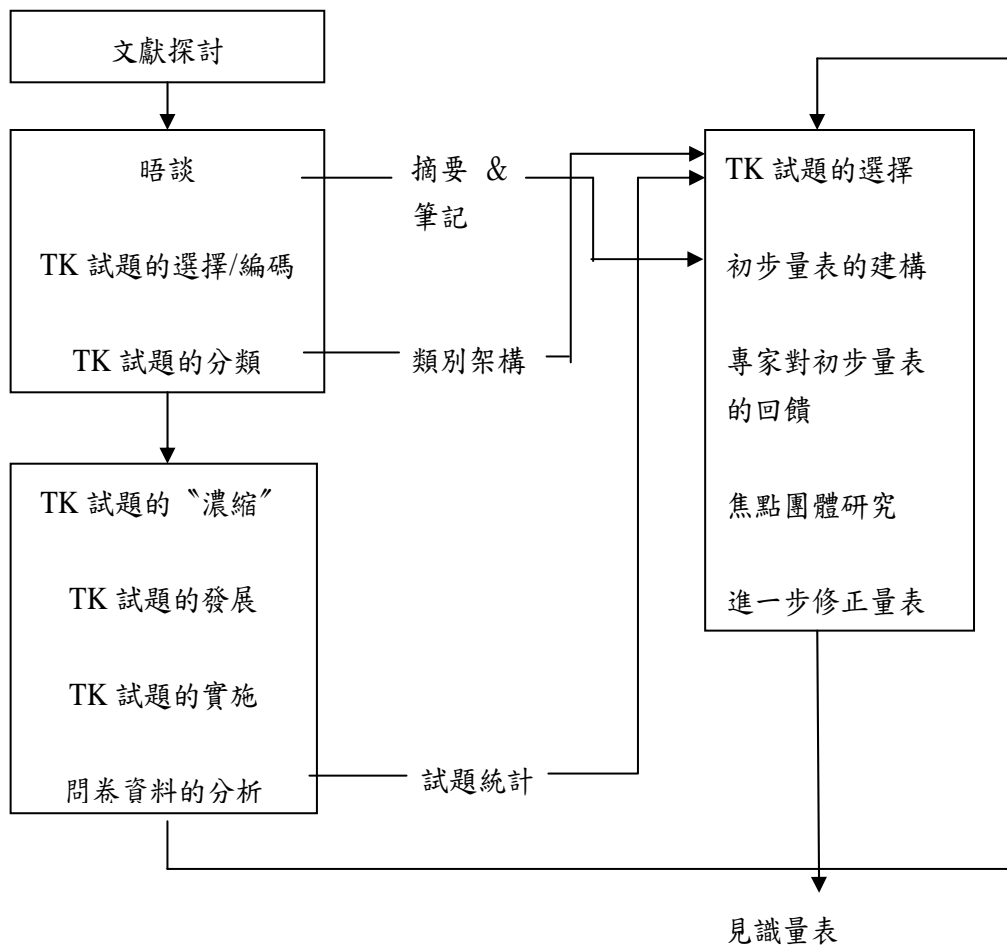 文獻探討
晤談
TK 試題的選擇/編碼
TK 試題的分類
摘要 &
筆記
類別架構
TK 試題的〝濃縮〞
TK 試題的發展
TK 試題的實施
問卷資料的分析
試題統計
TK 試題的選擇
初步量表的建構
專家對初步量表
的回饋
焦點團體研究
進一步修正量表
見識量表